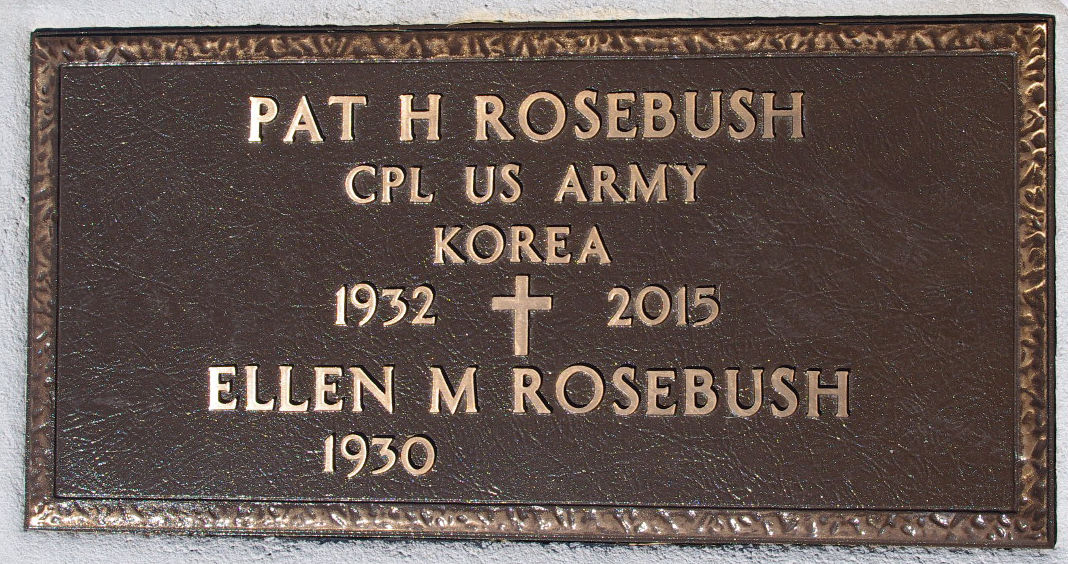 PAT H ROSEBUSH
CPL US ARMY
KOREA
1932 2015
ELLEN M ROSEBUSH
1930